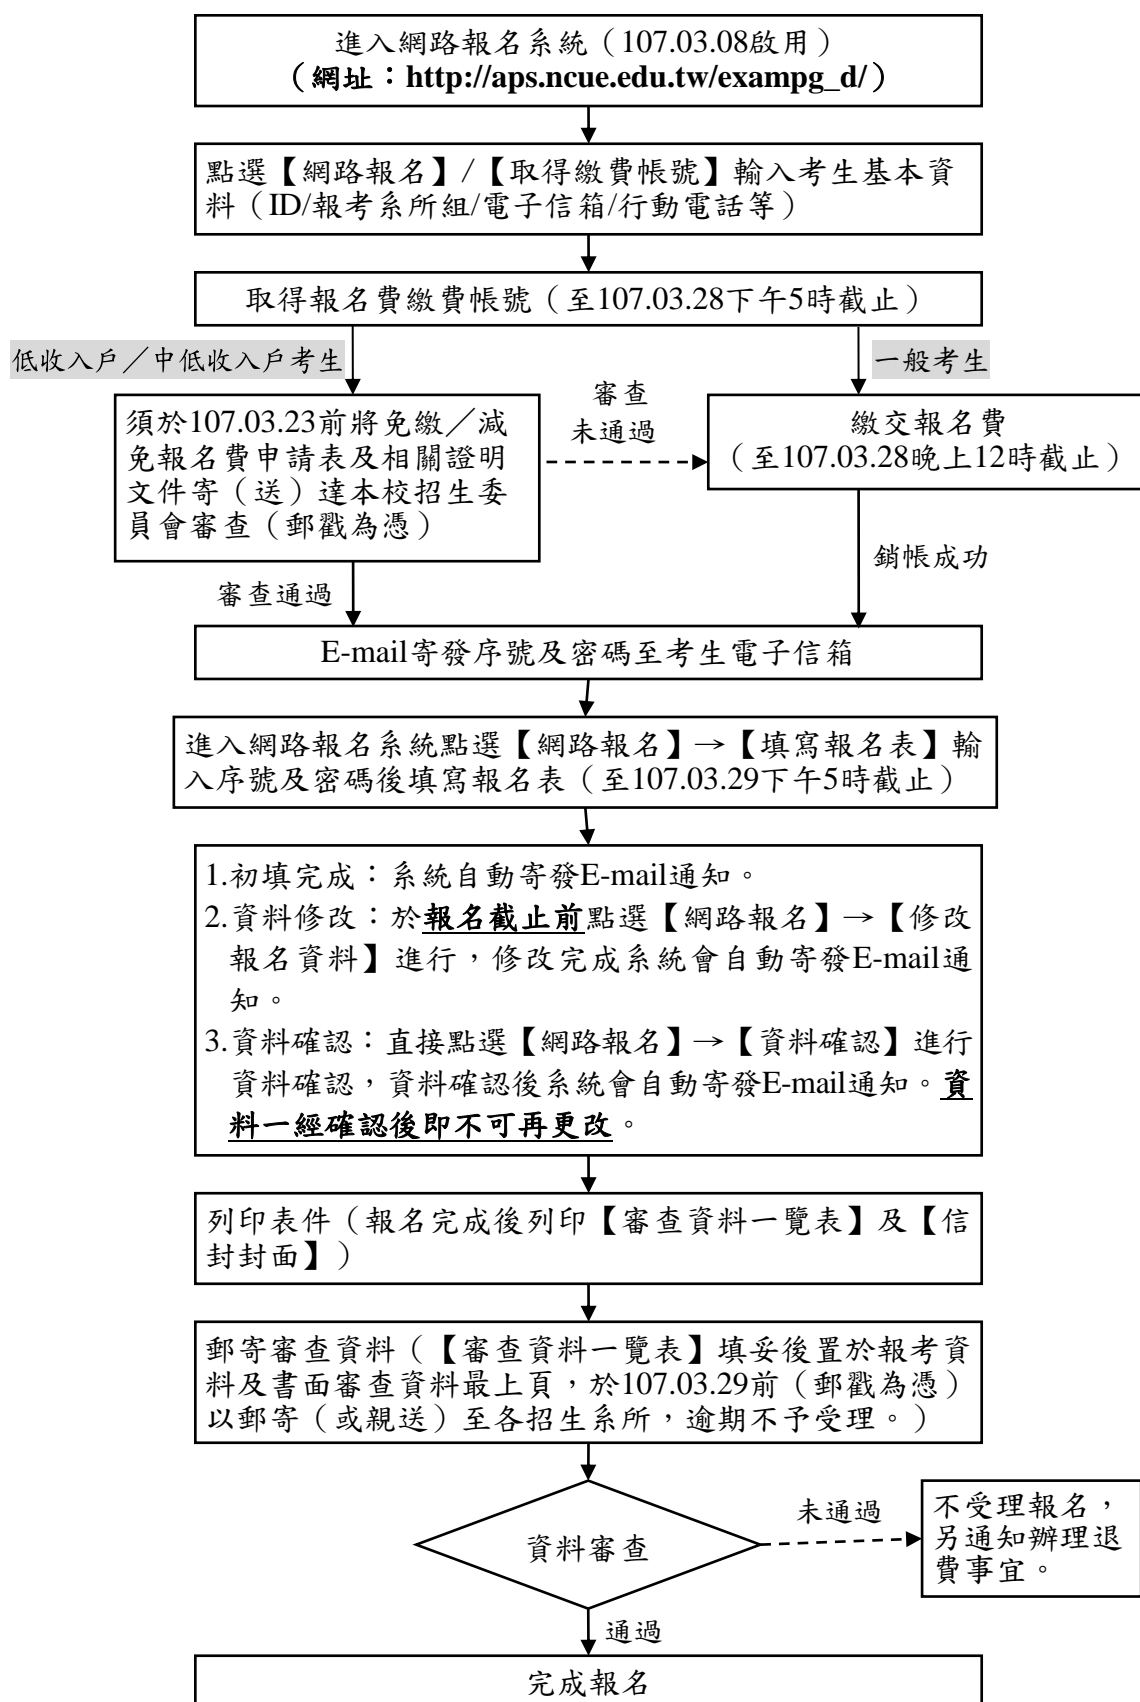 進入網路報名系統（107.03.08啟用）
（網址：http://aps.ncue.edu.tw/exampg_d/）
點選【網路報名】/【取得繳費帳號】輸入考生基本資
料（ID/報考系所組/電子信箱/行動電話等）
取得報名費繳費帳號（至107.03.28下午5時截止）
低收入戶／中低收入戶考生
一般考生
須於107.03.23前將免繳／減
免報名費申請表及相關證明
文件寄（送）達本校招生委
員會審查（郵戳為憑）
審查
未通過
繳交報名費
（至107.03.28晚上12時截止）
審查通過
銷帳成功
E-mail寄發序號及密碼至考生電子信箱
進入網路報名系統點選【網路報名】→【填寫報名表】輸
入序號及密碼後填寫報名表（至107.03.29下午5時截止）
1.初填完成：系統自動寄發E-mail通知。
2.資料修改：於報名截止前點選【網路報名】→【修改
報名資料】進行，修改完成系統會自動寄發E-mail通
知。
3.資料確認：直接點選【網路報名】→【資料確認】進行
資料確認，資料確認後系統會自動寄發E-mail通知。資
料一經確認後即不可再更改。
列印表件（報名完成後列印【審查資料一覽表】及【信
封封面】）
郵寄審查資料（【審查資料一覽表】填妥後置於報考資
料及書面審查資料最上頁，於107.03.29前（郵戳為憑）
以郵寄（或親送）至各招生系所，逾期不予受理。）
資料審查
未通過
不受理報名，
另通知辦理退
費事宜。
通過
完成報名